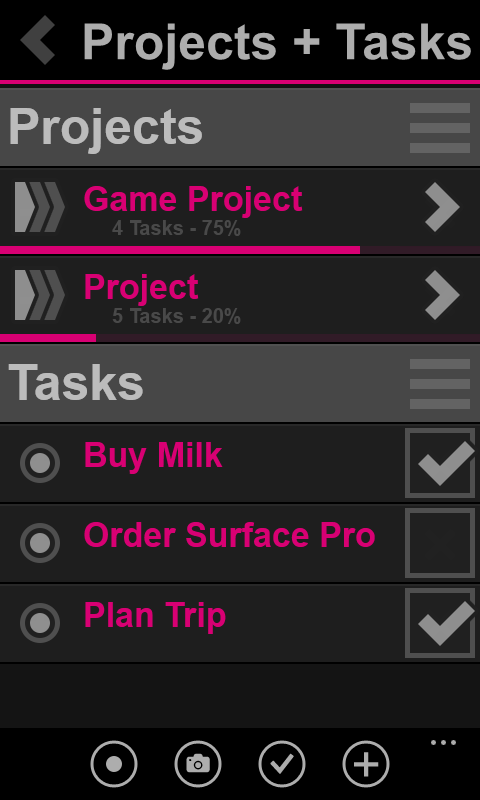 Projects + Tasks
Projects
Game Project
4 Tasks - 75%
Project
5 Tasks - 20%
Tasks
Buy Milk
Order Surface Pro
Plan Trip